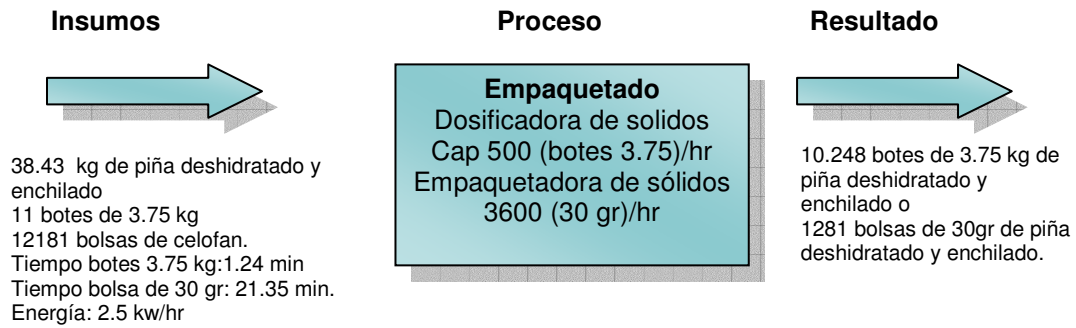 Insumos
Proceso
Resultado
38.43 kg de piña deshidratado y
enchilado
11 botes de 3.75 kg
12181 bolsas de celofan.
Tiempo botes 3.75 kg:1.24 min
Tiempo bolsa de 30 gr: 21.35 min.
Energía: 2.5 kw/hr
Empaquetado
Dosificadora de solidos
Cap 500 (botes 3.75)/hr
Empaquetadora de sólidos
3600 (30 gr)/hr
10.248 botes de 3.75 kg de
piña deshidratado y
enchilado o
1281 bolsas de 30gr de piña
deshidratado y enchilado.